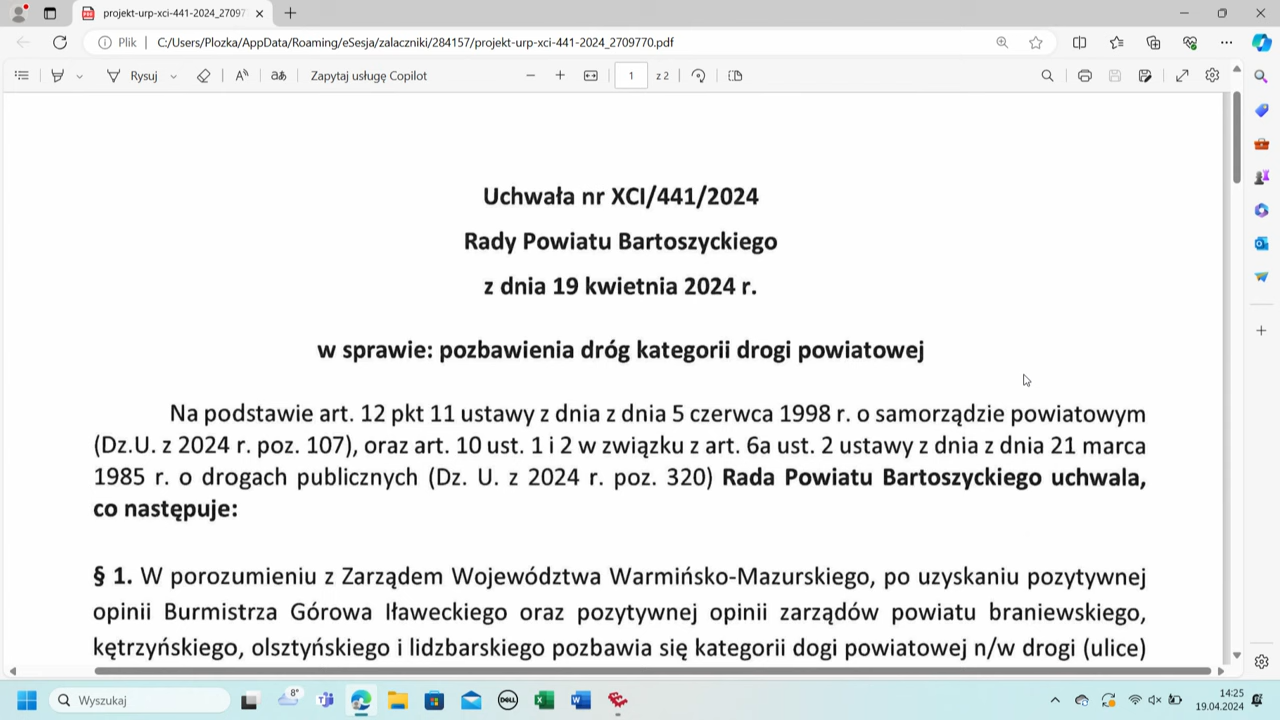 projekt-urp-xci-441-2024_2709
Plik
C:/Users/Plozka/AppData/Roaming/eSesja/zalaczniki/284157/projekt-urp-xci-441-2024_2709770.pdf
Rysuj
aあ
Zapytaj usługę Copilot
1
z 2
Uchwała nr XCI/441/2024
Rady Powiatu Bartoszyckiego
z dnia 19 kwietnia 2024 r.
w sprawie: pozbawienia dróg kategorii drogi powiatowej
Na podstawie art. 12 pkt 11 ustawy z dnia z dnia 5 czerwca 1998 r. o samorządzie powiatowym
(Dz.U. z 2024 r. poz. 107), oraz art. 10 ust. 1 i 2 w związku z art. 6a ust. 2 ustawy z dnia z dnia 21 marca
1985 r. o drogach publicznych (Dz. U. z 2024 r. poz. 320) Rada Powiatu Bartoszyckiego uchwala,
co następuje:
§ 1. W porozumieniu z Zarządem Województwa Warmińsko-Mazurskiego, po uzyskaniu pozytywnej
opinii Burmistrza Górowa Iławeckiego oraz pozytywnej opinii zarządów powiatu braniewskiego,
kętrzyńskiego, olsztyńskiego i lidzbarskiego pozbawia się kategorii dogi powiatowej n/w drogi (ulice)
Wyszukaj
8°
DELL
14:25
19.04.2024